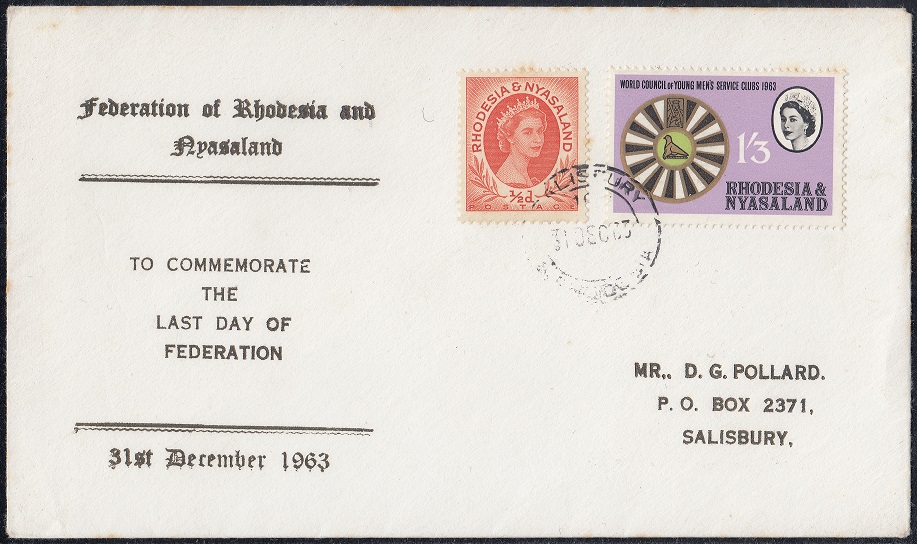 Federation of Rhodesia and
Nyasaland
TO COMMEMORATE
THE
LAST DAY OF
FEDERATION
31st December 1963
RHODESIA & NYASALAND
½d
POSTAGE
WORLD COUNCIL of YOUNG MEN'S SERVICE CLUBS 1963
1'3
RHODESIA &
NYASALAND
SALISBURY
DEC
MR,. D. G. POLLARD.
P. O. BOX 2371,
SALISBURY,